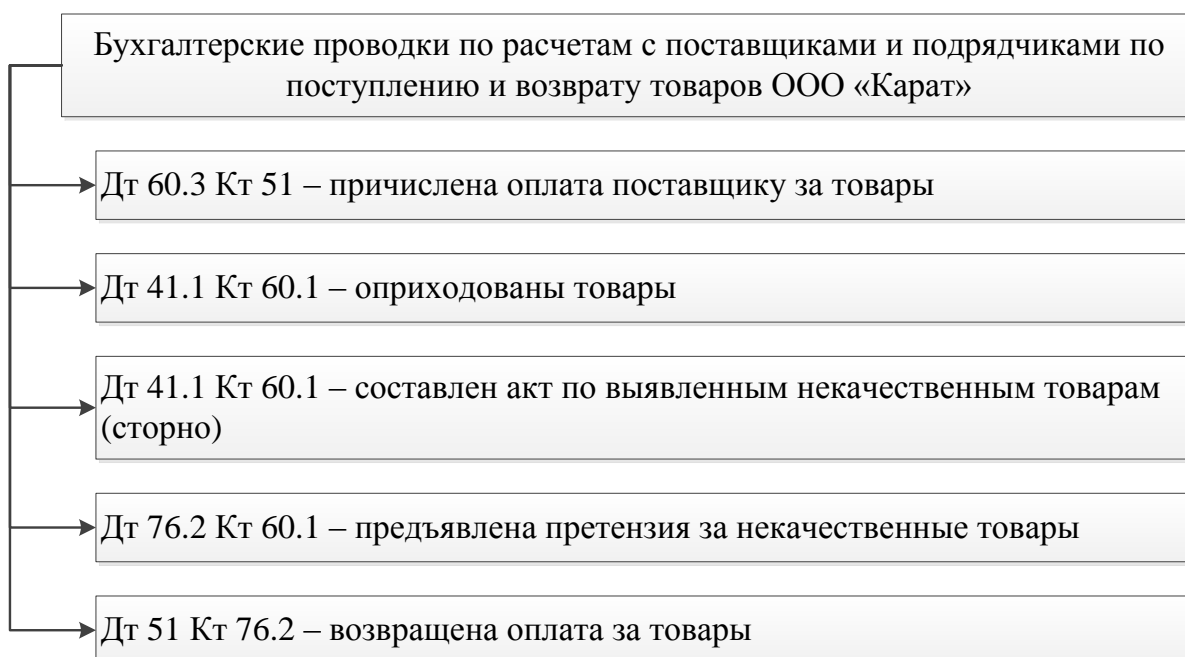 Бухгалтерские проводки по расчетам с поставщиками и подрядчиками по
поступлению и возврату товаров ООО «Карат»
Дт 60.3 Кт 51 – причислена оплата поставщику за товары
Дт 41.1 Кт 60.1 – оприходованы товары
Дт 41.1 Кт 60.1 – составлен акт по выявленным некачественным товарам
(сторно)
Дт 76.2 Кт 60.1 – предъявлена претензия за некачественные товары
Дт 51 Кт 76.2 – возвращена оплата за товары